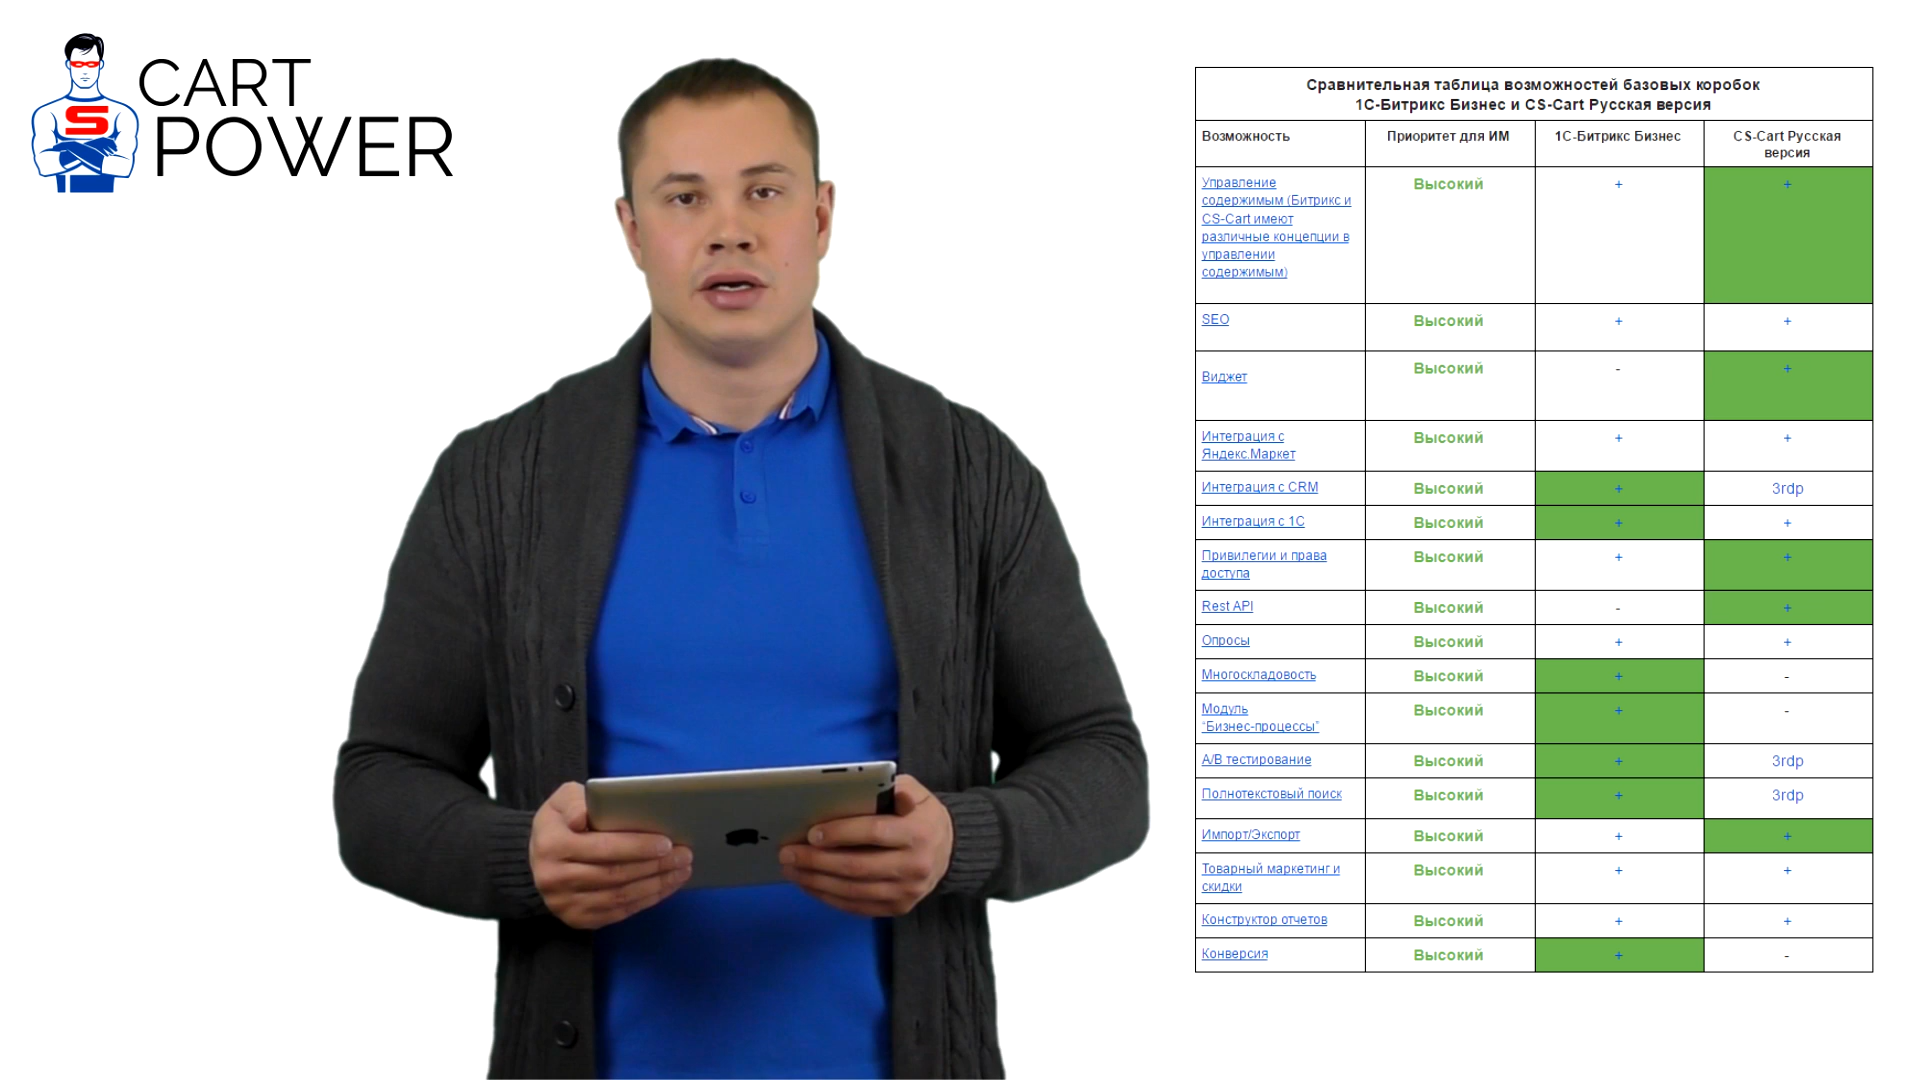 CART
POWER
Сравнительная таблица возможностей базовых коробок
1С-Битрикс Бизнес и CS-Cart Русская версия
Возможность Приоритет для ИМ 1С-Битрикс Бизнес CS-Cart Русская
версия
Управление Высокий + +
содержимым (Битрикс и
CS-Cart имеют
различные концепции в
управлении
содержимым)
SEO Высокий + +
Виджет Высокий - +
Интеграция с Высокий + +
Яндекс.Маркет
Интеграция с CRM Высокий + 3rdp
Интеграция с 1С Высокий + +
Привилегии и права Высокий + +
доступа
Rest API Высокий - +
Опросы Высокий + +
Многоскладовость Высокий + -
Модуль Высокий + -
"Бизнес-процессы"
A/B тестирование Высокий + 3rdp
Полнотекстовый поиск Высокий + 3rdp
Импорт/Экспорт Высокий + +
Товарный маркетинг и Высокий + +
скидки
Конструктор отчетов Высокий + +
Конверсия Высокий + -